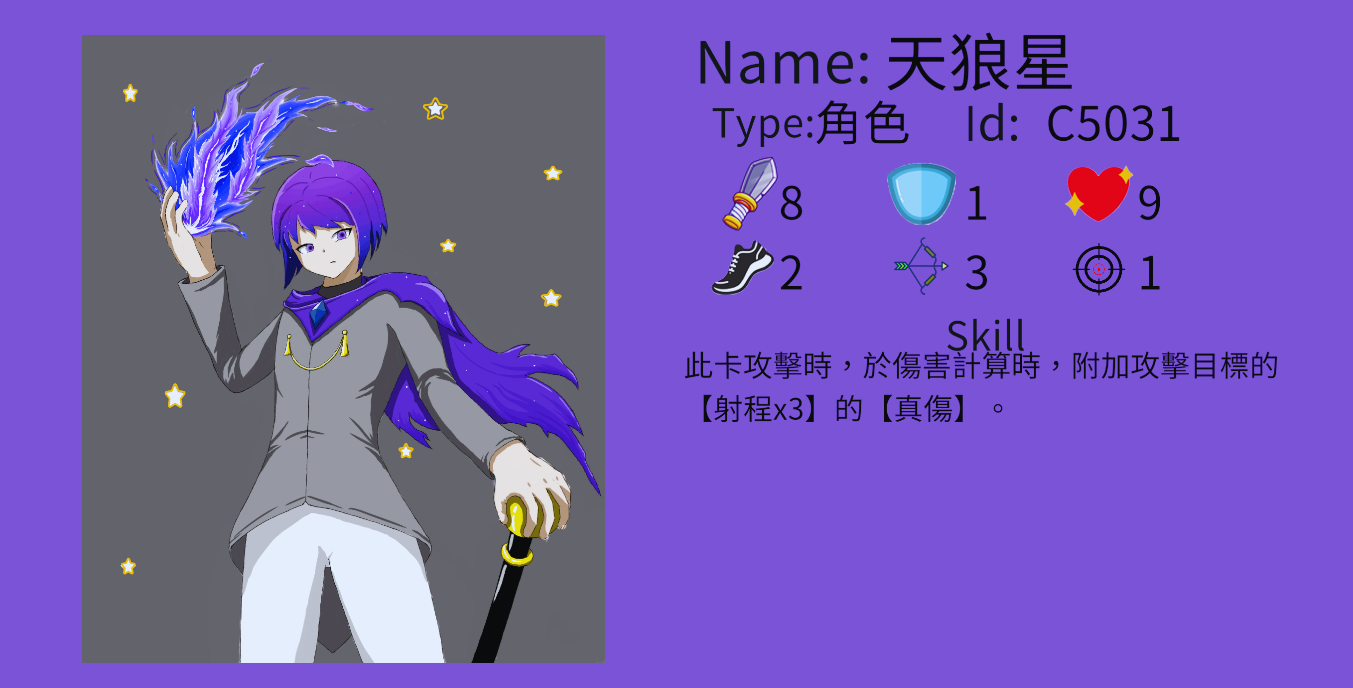 Name: 天狼星
Type:角色 Id: C5031
8 1 9
2 3 1
Skill
此卡攻擊時，於傷害計算時，附加攻擊目標的
【射程x3】的【真傷】。